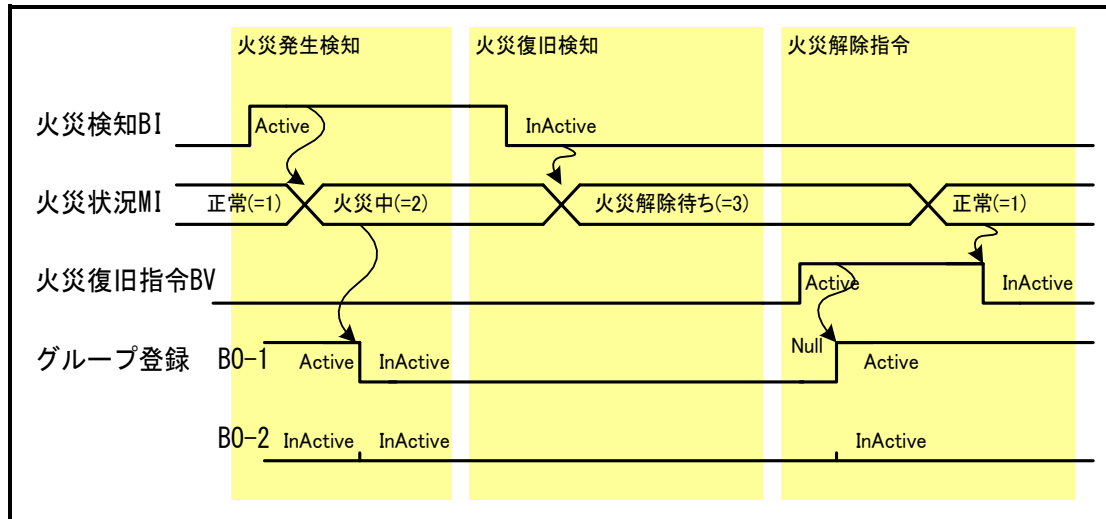 火災発生検知 火災復旧検知 火災解除指令
火災検知BI Active InActive
火災状況MI 正常(=1) 火災中(=2) 火災解除待ち(=3) 正常(=1)
火災復旧指令BV Active InActive
グループ登録 BO-1 Active InActive Null Active
BO-2 InActive InActive InActive